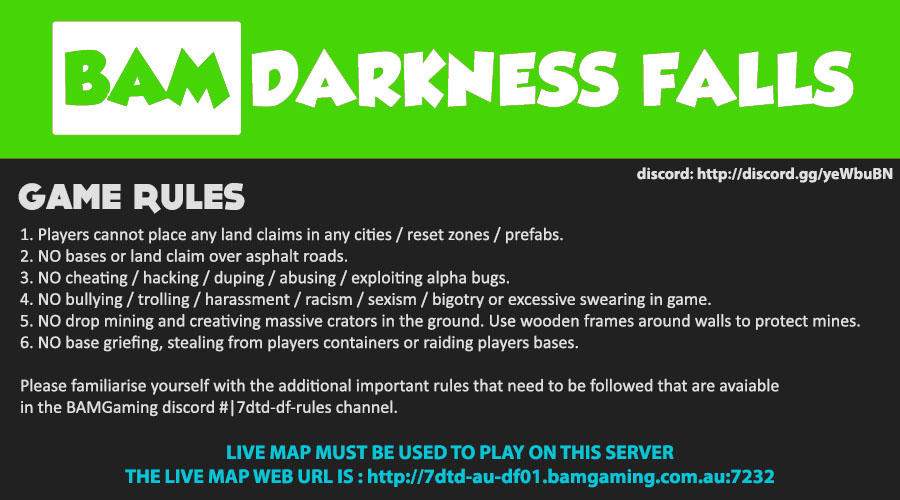 BAM DARKNESS FALLS
discord: http://discord.gg/yeWbuBN
GAME RULES
1. Players cannot place any land claims in any cities / reset zones / prefabs.
2. NO bases or land claim over asphalt roads.
3. NO cheating / hacking / duping / abusing / exploiting alpha bugs.
4. NO bullying / trolling / harassment / racism / sexism / bigotry or excessive swearing in game.
5. NO drop mining and creativing massive crators in the ground. Use wooden frames around walls to protect mines.
6. NO base griefing, stealing from players containers or raiding players bases.
Please familiarise yourself with the additional important rules that need to be followed that are avaiable
in the BAMGaming discord #|7dtd-df-rules channel.
LIVE MAP MUST BE USED TO PLAY ON THIS SERVER
THE LIVE MAP WEB URL IS : http://7dtd-au-df01.bamgaming.com.au:7232